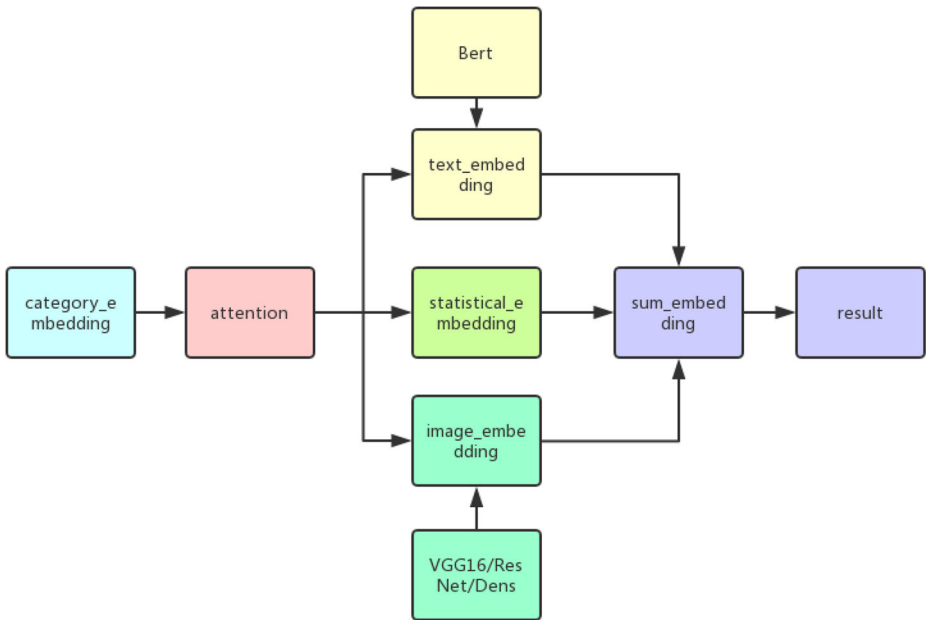 Bert
text_embed
ding
category_e
mbedding
attention
statistical_e
mbedding
sum_embed
ding
result
image_embe
dding
VGG16/Res
Net/Dens